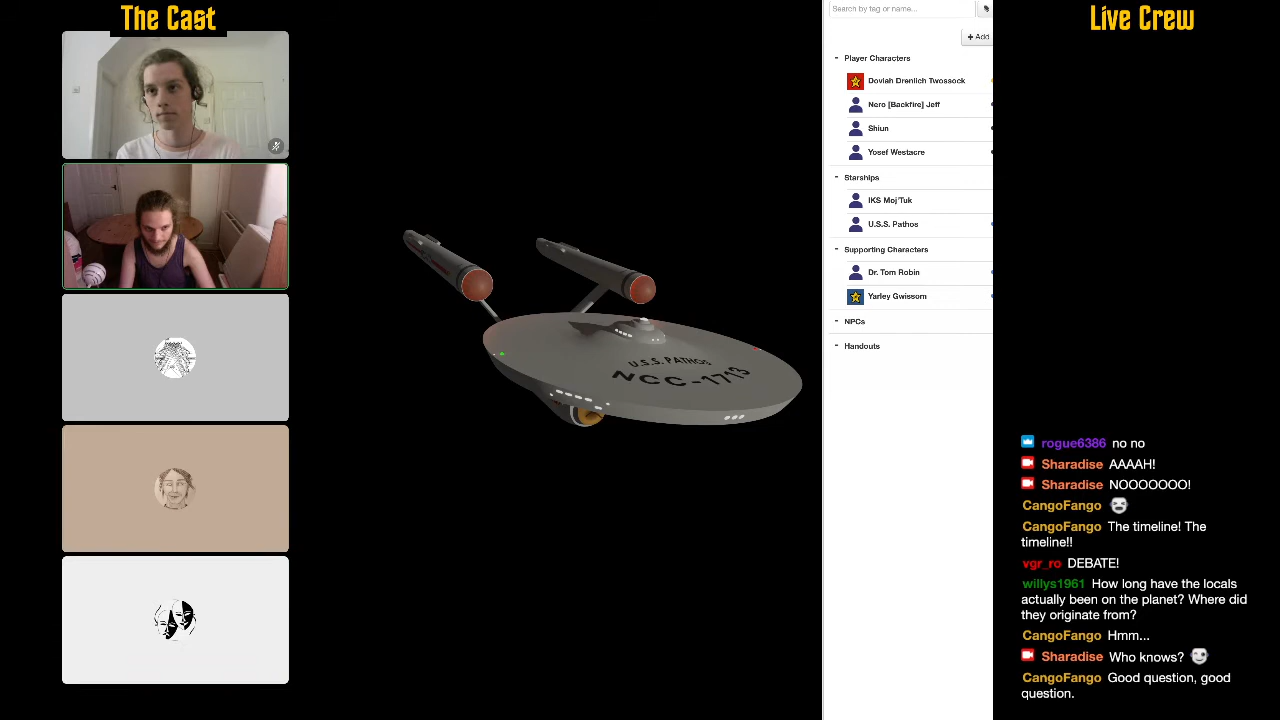 The Cast
Live Crew
Search by tag or name...
+ Add
Player Characters
Doviah Drenlich Twossock
Nero [Backfire] Jeff
Shiun
Yosef Westacre
Starships
IKS Moj'Tuk
U.S.S. Pathos
Supporting Characters
Dr. Tom Robin
Yarley Gwissom
NPCs
Handouts
U.S.S. PATHOS
NCC-1713
rogue6386 no no
Sharadise AAAAH!
Sharadise NOOOOOOO!
CangoFango
CangoFango The timeline! The
timeline!!
vgr_ro DEBATE!
willys1961 How long have the locals
actually been on the planet? Where did
they originate from?
CangoFango Hmm...
Sharadise Who knows?
CangoFango Good question, good
question.